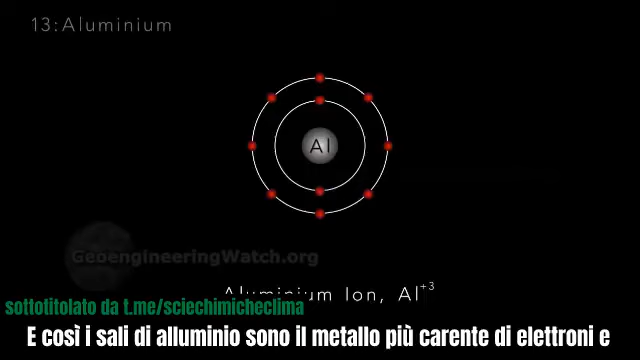 13:Aluminium
Al
GeoengineeringWatch.org
Aluminium Ion, Al+3
sottotitolato da t.me/sciechimicheclima
E così i sali di alluminio sono il metallo più carente di elettroni e